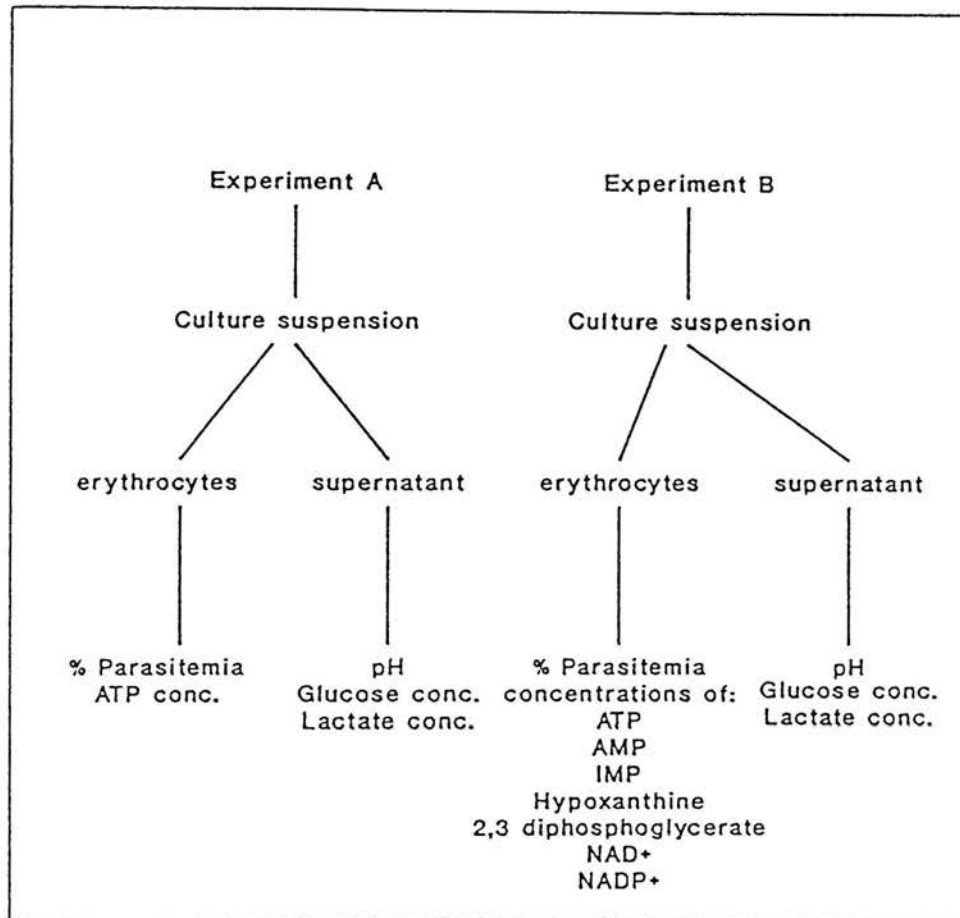 Experiment A
Experiment B
Culture suspension
Culture suspension
erythrocytes
supernatant
erythrocytes
supernatant
% Parasitemia
ATP conc.
pH
Glucose conc.
Lactate conc.
% Parasitemia
concentrations of:
ATP
AMP
IMP
Hypoxanthine
2,3 diphosphoglycerate
NAD+
NADP+
pH
Glucose conc.
Lactate conc.